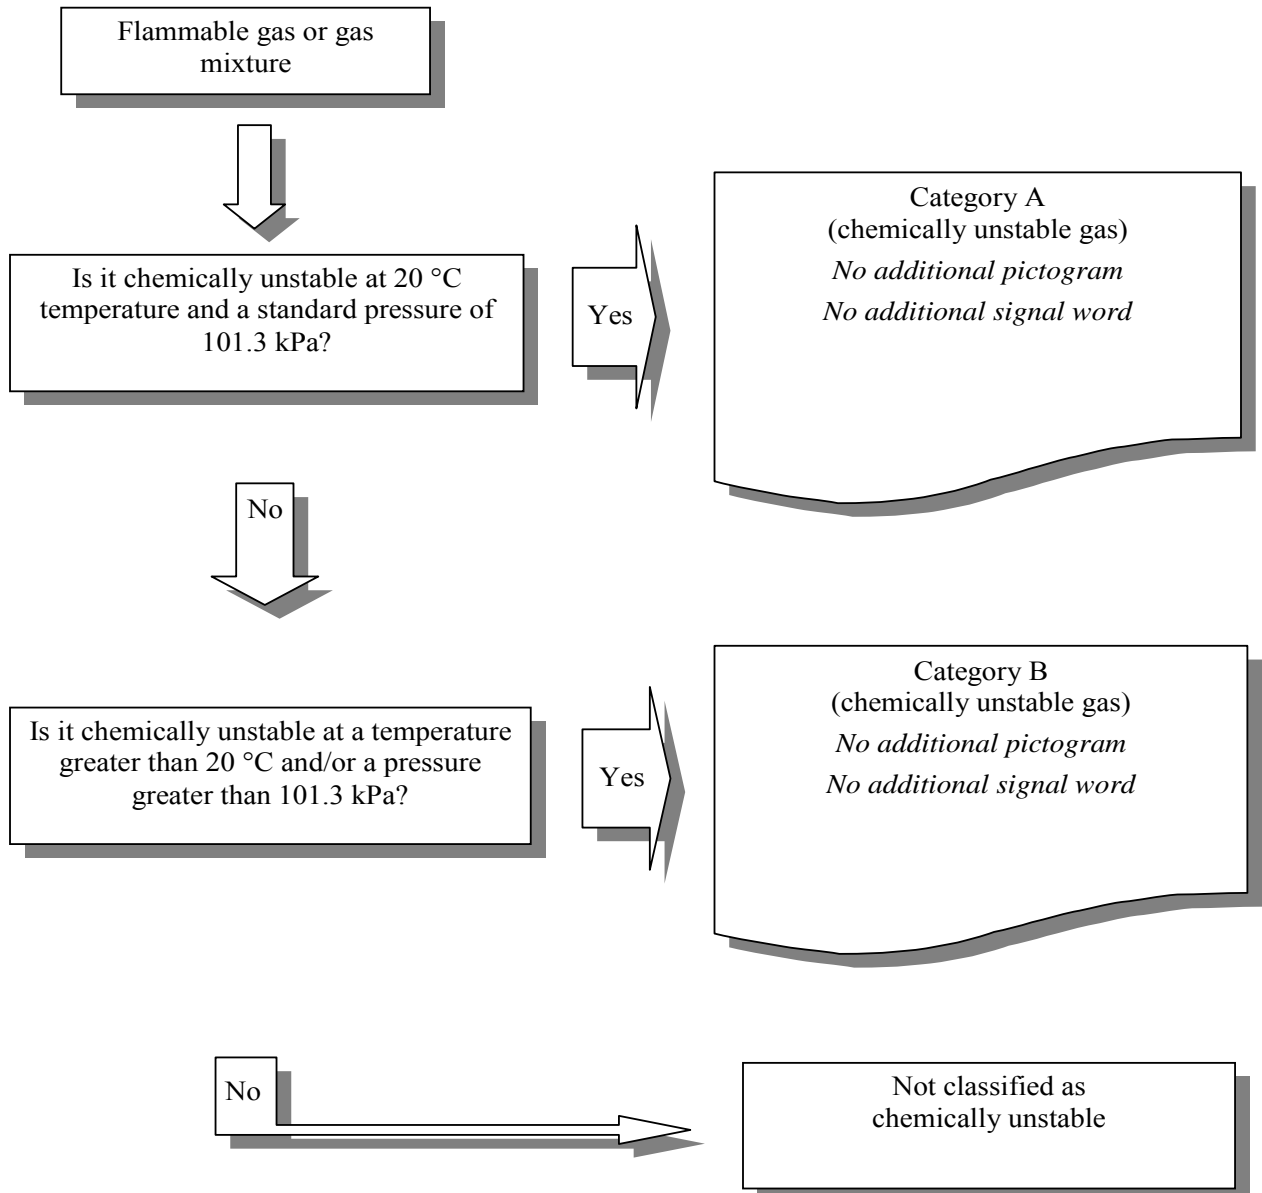 Flammable gas or gas
mixture
Is it chemically unstable at 20 °C
temperature and a standard pressure of
101.3 kPa?
Yes
Category A
(chemically unstable gas)
No additional pictogram
No additional signal word
No
Is it chemically unstable at a temperature
greater than 20 °C and/or a pressure
greater than 101.3 kPa?
Yes
Category B
(chemically unstable gas)
No additional pictogram
No additional signal word
No
Not classified as
chemically unstable